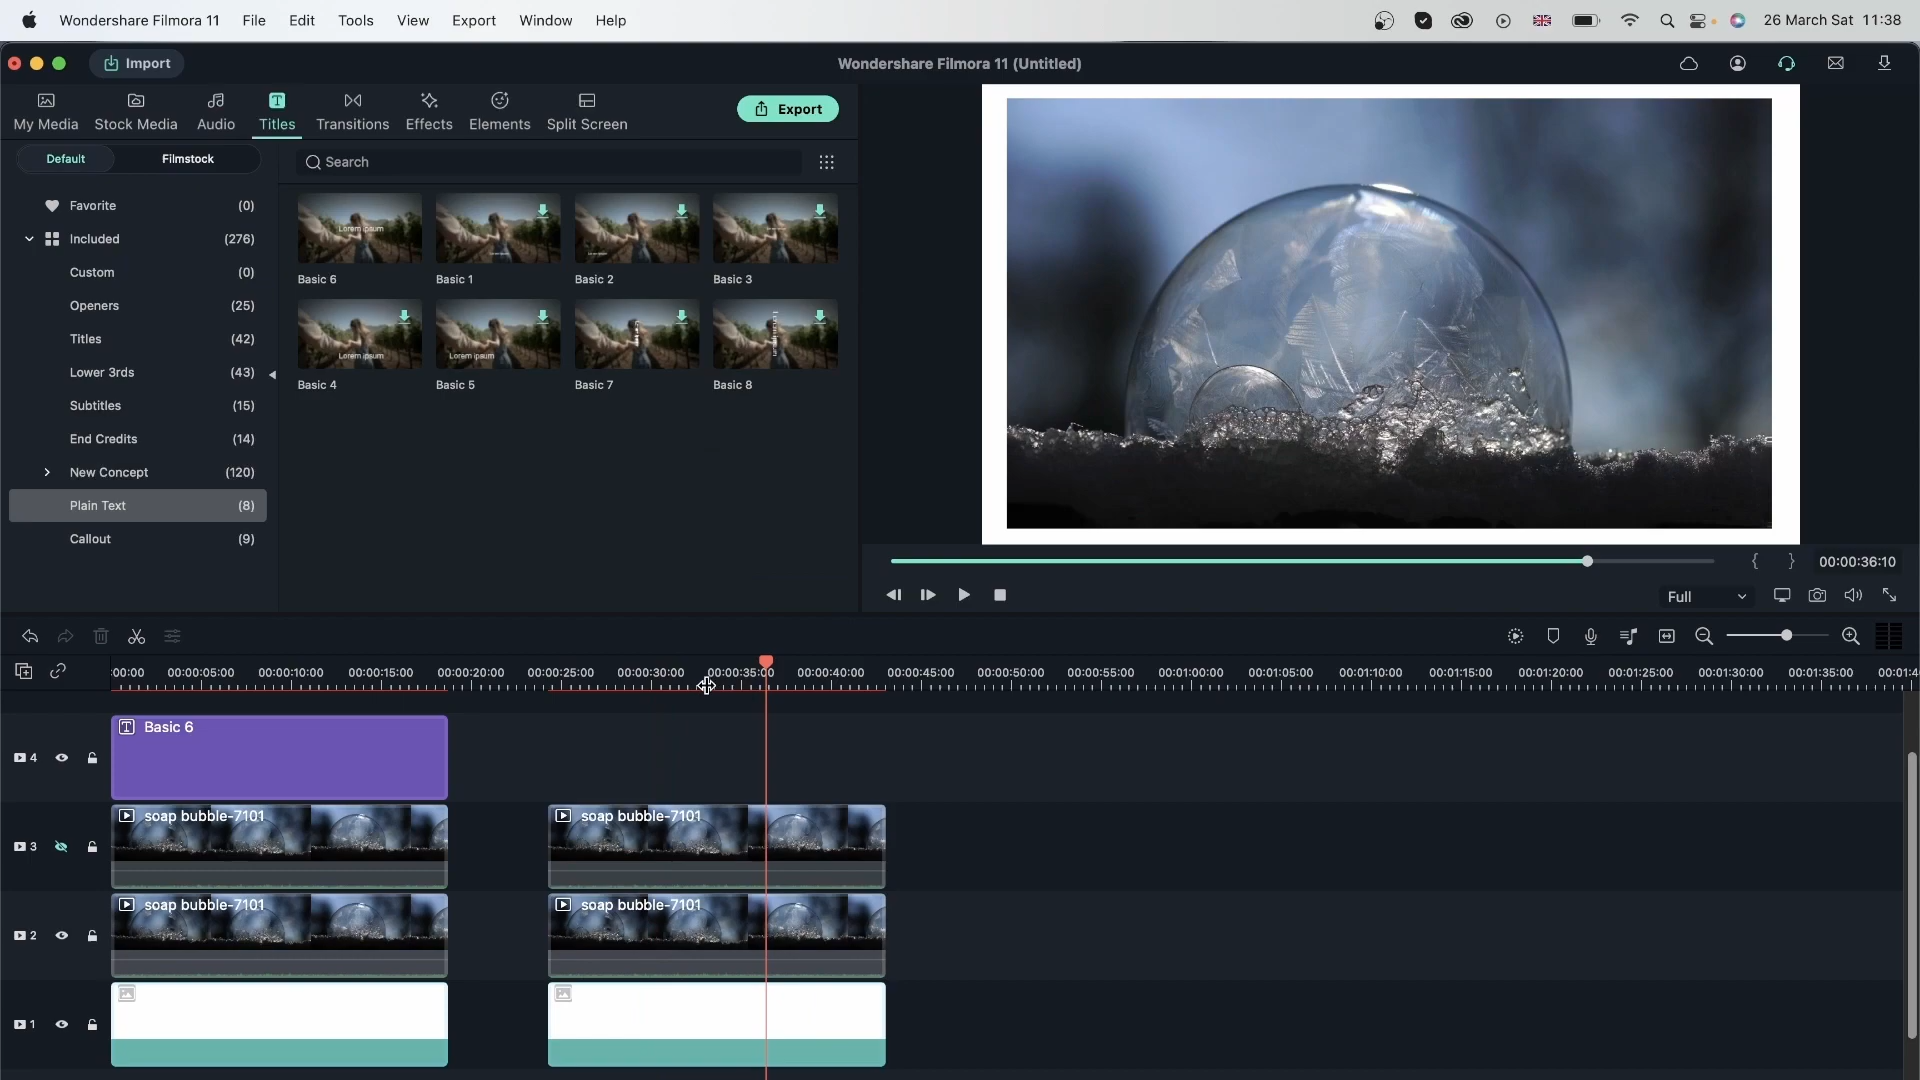 Wondershare Filmora 11 File Edit Tools View Export Window Help 26 March Sat 11:38
Import Wondershare Filmora 11 (Untitled)
My Media Stock Media Audio Titles Transitions Effects Elements Split Screen Export
Default Filmstock Search
Favorite (0)
Included (276)
Custom (0)
Openers (25)
Titles (42)
Lower 3rds (43)
Subtitles (15)
End Credits (14)
New Concept (120)
Plain Text (8)
Callout (9)
Lorem ipsum
Basic 6 Basic 1 Basic 2 Basic 3
Lorem ipsum Lorem ipsum
Basic 4 Basic 5 Basic 7 Basic 8
{ } 00:00:36:10
Full
:00:00 00:00:05:00 00:00:10:00 00:00:15:00 00:00:20:00 00:00:25:00 00:00:30:00 00:00:35:00 00:00:40:00 00:00:45:00 00:00:50:00 00:00:55:00 00:01:00:00 00:01:05:00 00:01:10:00 00:01:15:00 00:01:20:00 00:01:25:00 00:01:30:00 00:01:35:00 00:01:4
4 T Basic 6
3 soap bubble-7101 soap bubble-7101
2 soap bubble-7101 soap bubble-7101
1